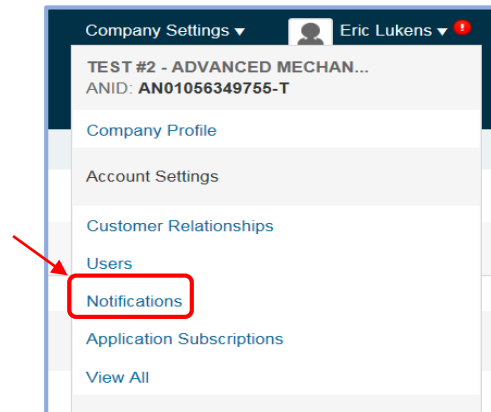 Company Settings ▼ Eric Lukens ▼ !
TEST #2 - ADVANCED MECHAN...
ANID: AN01056349755-T
Company Profile
Account Settings
Customer Relationships
Users
Notifications
Application Subscriptions
View All